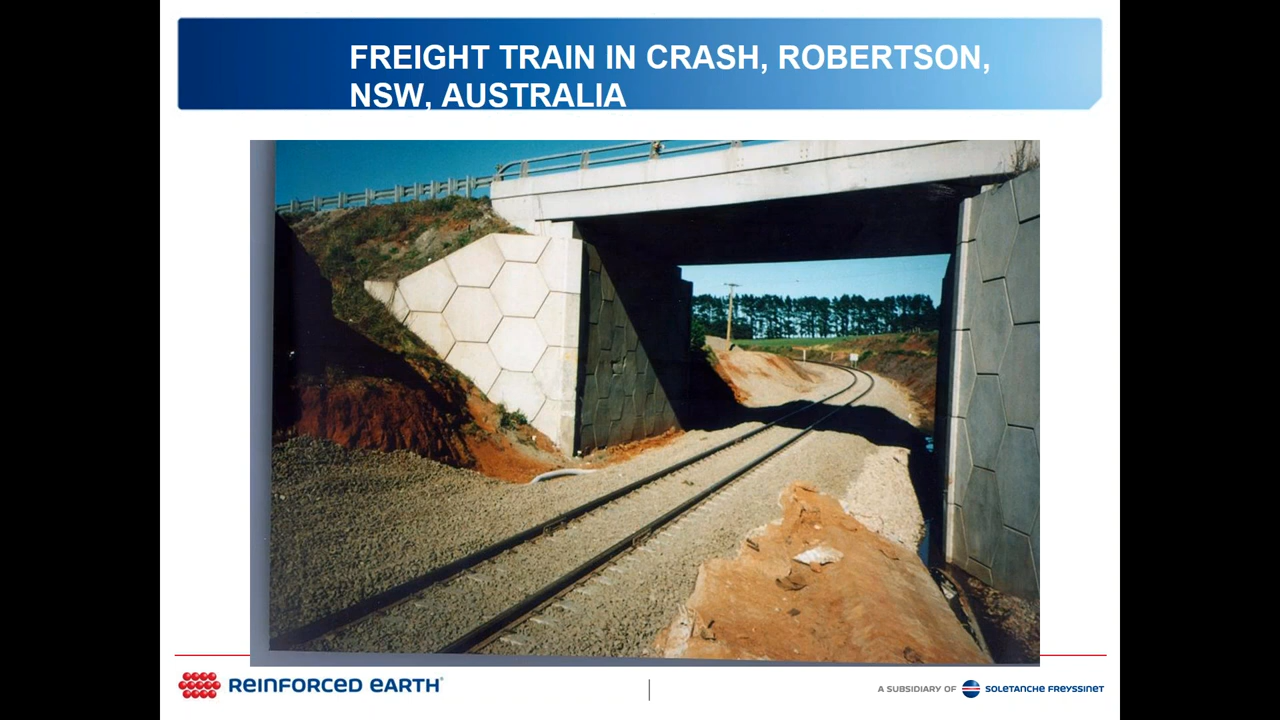 FREIGHT TRAIN IN CRASH, ROBERTSON,
NSW, AUSTRALIA
REINFORCED EARTH®
A SUBSIDIARY OF SOLETANCHE FREYSSINET